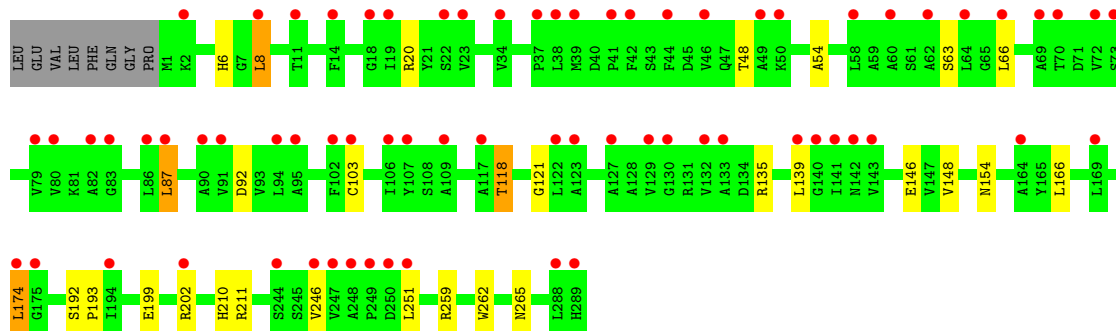 LEU GLU VAL LEU PHE GLN GLY PRO M1 K2 H6 G7 L8 T11 F14 G18 I19 R20 Y21 S22 V23 V34 P37 L38 M39 D40 P41 F42 S43 F44 D45 V46 Q47 T48 A49 K50 A54 L58 A59 A60 S61 A62 S63 L64 G65 L66 A69 T70 D71 V72 S73
V79 V80 K81 A82 G83 L86 L87 A90 V91 D92 V93 L94 A95 F102 C103 I106 Y107 S108 A109 A117 T118 G121 L122 A123 A127 A128 V129 G130 R131 V132 A133 D134 R135 L139 G140 I141 N142 V143 E146 V147 V148 N154 A164 Y165 L166 L169
L174 G175 S192 P193 I194 E199 R202 H210 R211 S244 S245 V246 V247 A248 P249 D250 L251 R259 W262 N265 L288 H289